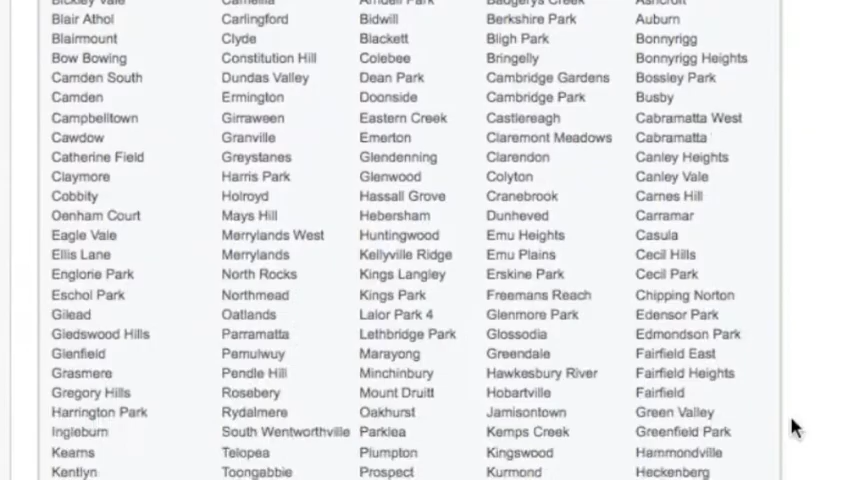 Bickley Vale Camellia Arndell Park Badgerys Creek Ashcroft
Blair Athol Carlingford Bidwill Berkshire Park Auburn
Blairmount Clyde Blackett Bligh Park Bonnyrigg
Bow Bowing Constitution Hill Colebee Bringelly Bonnyrigg Heights
Camden South Dundas Valley Dean Park Cambridge Gardens Bossley Park
Camden Ermington Doonside Cambridge Park Busby
Campbelltown Girraween Eastern Creek Castlereagh Cabramatta West
Cawdow Granville Emerton Claremont Meadows Cabramatta
Catherine Field Greystanes Glendenning Clarendon Canley Heights
Claymore Harris Park Glenwood Colyton Canley Vale
Cobbity Holroyd Hassall Grove Cranebrook Carnes Hill
Denham Court Mays Hill Hebersham Dunheved Carramar
Eagle Vale Merrylands West Huntingwood Emu Heights Casula
Ellis Lane Merrylands Kellyville Ridge Emu Plains Cecil Hills
Englorie Park North Rocks Kings Langley Erskine Park Cecil Park
Eschol Park Northmead Kings Park Freemans Reach Chipping Norton
Gilead Oatlands Lalor Park 4 Glenmore Park Edensor Park
Gledswood Hills Parramatta Lethbridge Park Glossodia Edmondson Park
Glenfield Pemulwuy Marayong Greendale Fairfield East
Grasmere Pendle Hill Minchinbury Hawkesbury River Fairfield Heights
Gregory Hills Rosebery Mount Druitt Hobartville Fairfield
Harrington Park Rydalmere Oakhurst Jamisontown Green Valley
Ingleburn South Wentworthville Parklea Kemps Creek Greenfield Park
Kearns Telopea Plumpton Kingswood Hammondville
Kentlyn Toongabbie Prospect Kurmond Heckenberg